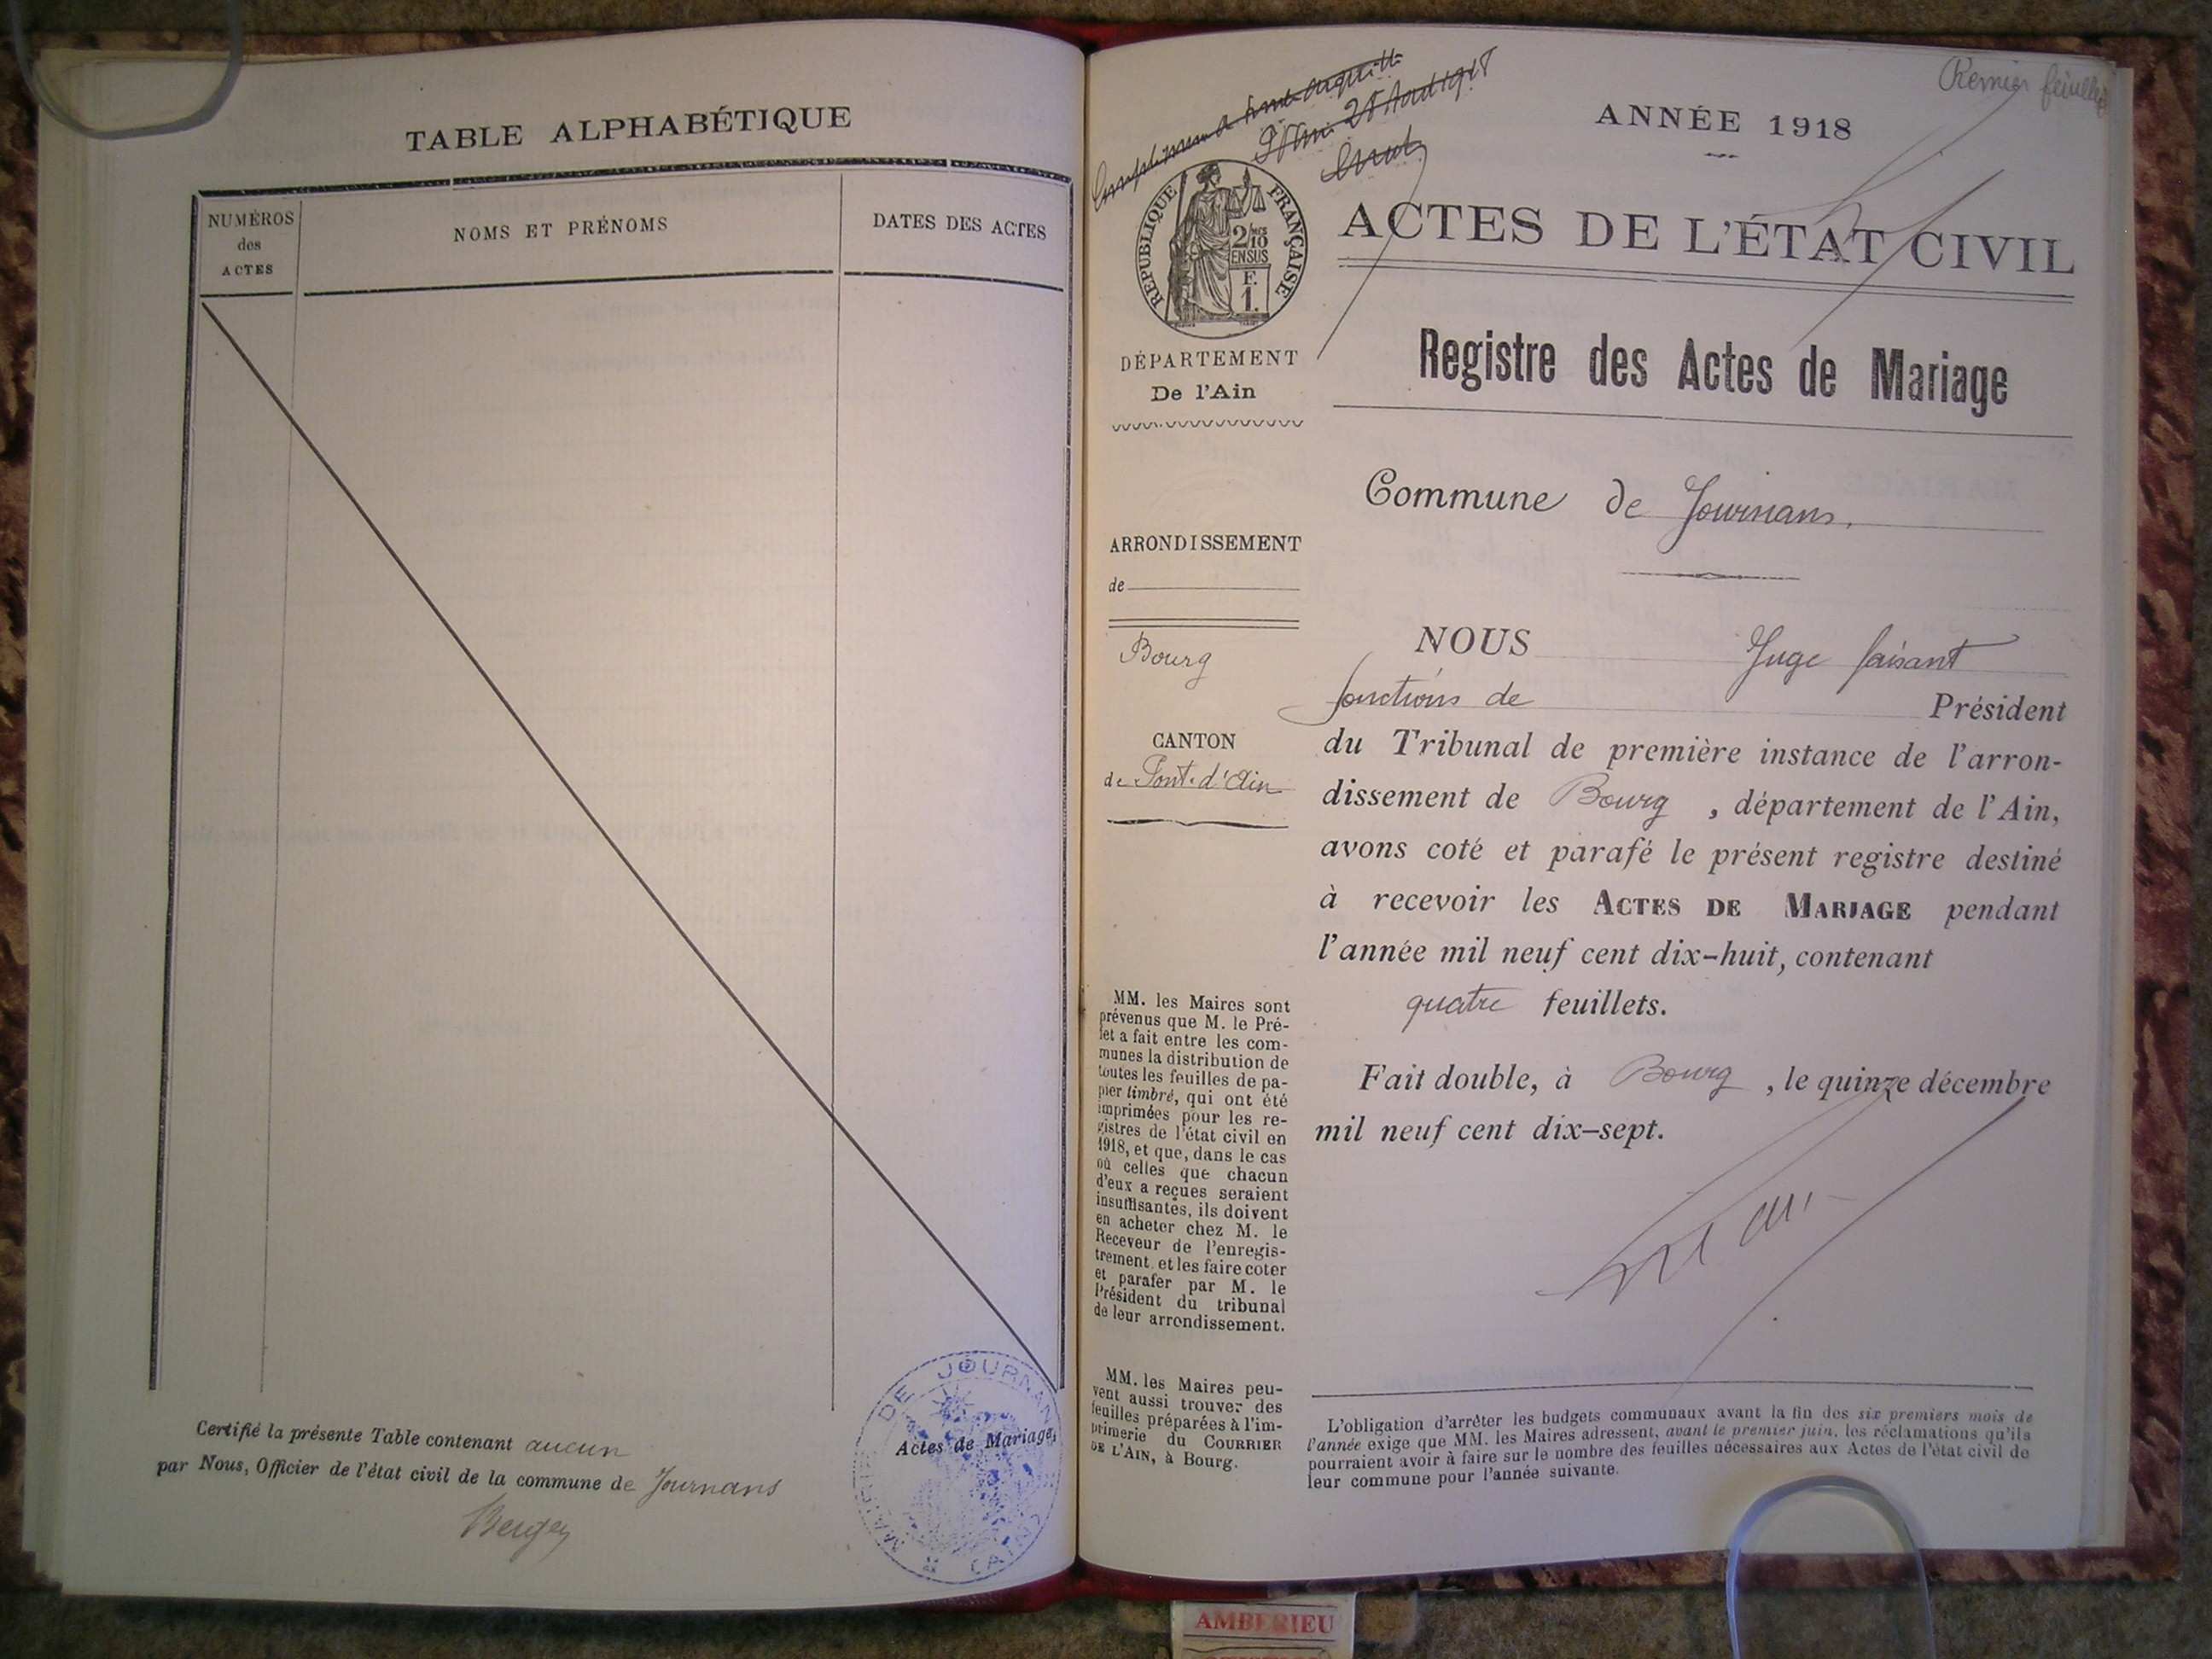 TABLE ALPHABÉTIQUE
NUMÉROS
des
ACTES
NOMS ET PRÉNOMS
DATES DES ACTES
Certifié la présente Table contenant aucun
par Nous, Officier de l'état civil de la commune de Journans
Actes de Mariage,
MAIRIE DE JOURNANS (AIN)
28 Aout 1918
Premier feuillet
ANNÉE 1918
RÉPUBLIQUE FRANÇAISE
2/10
EN SUS
F.
1.
ACTES DE L'ÉTAT CIVIL
DÉPARTEMENT
De l'Ain
Registre des Actes de Mariage
Commune de Journans.
ARRONDISSEMENT
de
Bourg
CANTON
de Pont-d'Ain
NOUS Juge faisant
fonctions de Président
du Tribunal de première instance de l'arron-
dissement de Bourg , département de l'Ain,
avons coté et parafé le présent registre destiné
à recevoir les ACTES DE MARIAGE pendant
l'année mil neuf cent dix-huit, contenant
quatre feuillets.
Fait double, à Bourg , le quinze décembre
mil neuf cent dix-sept.
MM. les Maires sont
prévenus que M. le Pré-
fet a fait entre les com-
munes la distribution de
toutes les feuilles de pa-
pier timbré, qui ont été
imprimées pour les re-
gistres de l'état civil en
1918, et que, dans le cas
où celles que chacun
d'eux a reçues seraient
insuffisantes, ils doivent
en acheter chez M. le
Receveur de l'enregis-
trement et les faire coter
et parafer par M. le
Président du tribunal
de leur arrondissement.
MM. les Maires peu-
vent aussi trouver des
feuilles préparées à l'im-
primerie du COURRIER
DE L'AIN, à Bourg.
L'obligation d'arrêter les budgets communaux avant la fin des six premiers mois de
l'année exige que MM. les Maires adressent, avant le premier juin, les réclamations qu'ils
pourraient avoir à faire sur le nombre des feuilles nécessaires aux Actes de l'état civil de
leur commune pour l'année suivante.
AMBERIEU